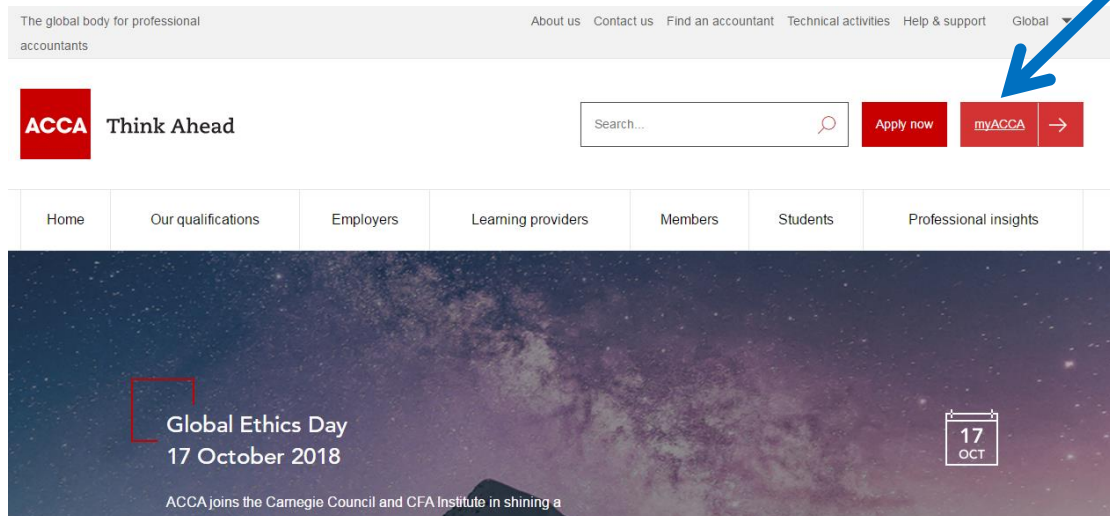 The global body for professional
accountants
About us Contact us Find an accountant Technical activities Help & support Global
ACCA Think Ahead
Search...
Apply now
myACCA
Home Our qualifications Employers Learning providers Members Students Professional insights
Global Ethics Day
17 October 2018
17
OCT
ACCA joins the Carnegie Council and CFA Institute in shining a